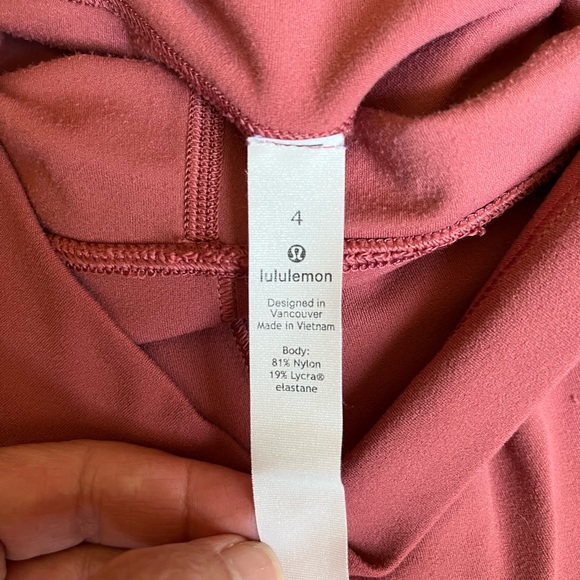 4
lululemon
Designed in
Vancouver
Made in Vietnam
Body:
81% Nylon
19% Lycra®
elastane